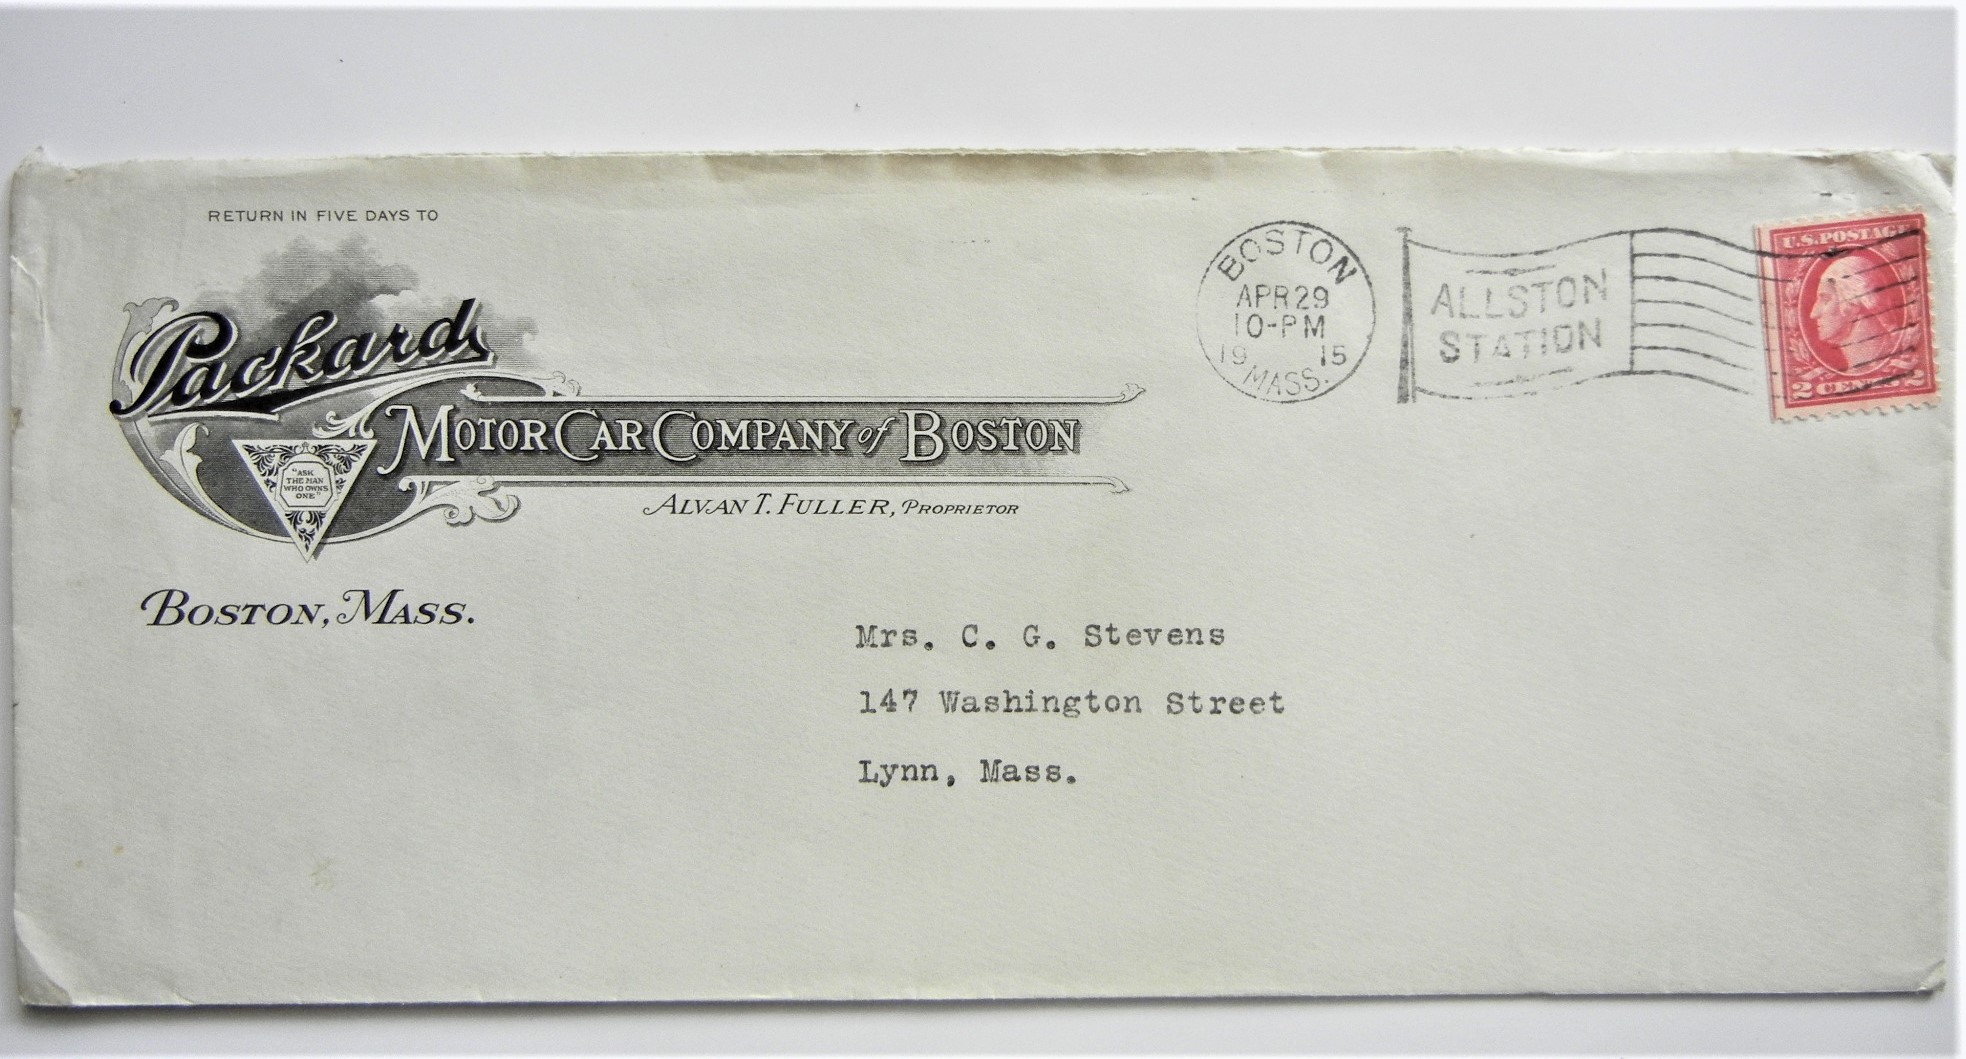 RETURN IN FIVE DAYS TO
Packard
MOTOR CAR COMPANY of BOSTON
"ASK
THE MAN
WHO OWNS
ONE"
ALVAN T. FULLER, PROPRIETOR
BOSTON, MASS.
BOSTON
APR 29
10-PM
19 15
MASS.
ALLSTON
STATION
U.S. POSTAGE
2 CENTS 2
Mrs. C. G. Stevens
147 Washington Street
Lynn, Mass.